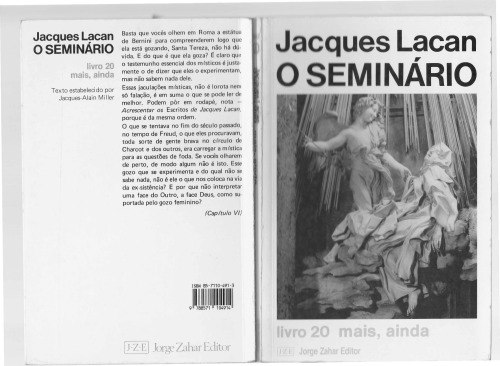 Jacques Lacan
O SEMINÁRIO
livro 20
mais, ainda
Texto estabelecido por
Jacques-Alain Miller
Basta que vocês olhem em Roma a estátua
de Bernini para compreenderem logo que
ela está gozando, Santa Tereza, não há dú-
vida. E do que é que ela goza? É claro que
o testemunho essencial dos místicos é justa-
mente o de dizer que eles o experimentam,
mas não sabem nada dele.
Essas jaculações místicas, não é lorota nem
só falação, é em suma o que se pode ler de
melhor. Podem pôr em rodapé, nota —
Acrescentar os Escritos de Jacques Lacan,
porque é da mesma ordem.
O que se tentava no fim do século passado,
no tempo de Freud, o que eles procuravam,
toda sorte de gente brava no círculo de
Charcot e dos outros, era carregar a mística
para as questões de foda. Se vocês olharem
de perto, de modo algum não é isto. Esse
gozo que se experimenta e do qual não se
sabe nada, não é ele o que nos coloca na via
da ex-sistência? E por que não interpretar
uma face do Outro, a face Deus, como su-
portada pelo gozo feminino?
(Capítulo VI)
ISBN 85-7110-491-3
9 788571 104914
J·Z·E Jorge Zahar Editor
Jacques Lacan
O SEMINÁRIO
livro 20 mais, ainda
J·Z·E Jorge Zahar Editor